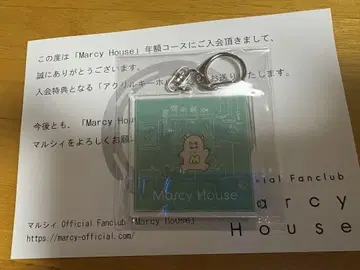 この度は「Marcy House」年額コースにご入会頂きまして、
誠にありがとうございます。
入会特典となる「アクリルキーホ
お送りいたします。
今後とも、「Marcy Hou
マルシィをよろしくお願
Marcy House
icial Fanclub
arcy
House
マルシィ Official Fanclub「Marcy House」
https://marcy-official.com/